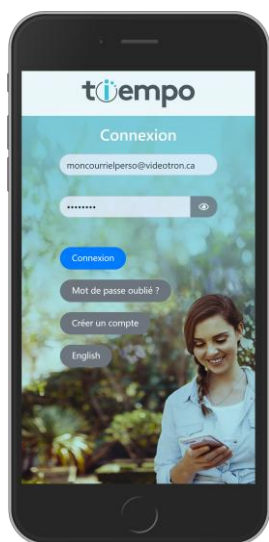 tiempo
Connexion
moncourrielperso@videotron.ca
••••••••
Connexion
Mot de passe oublié ?
Créer un compte
English